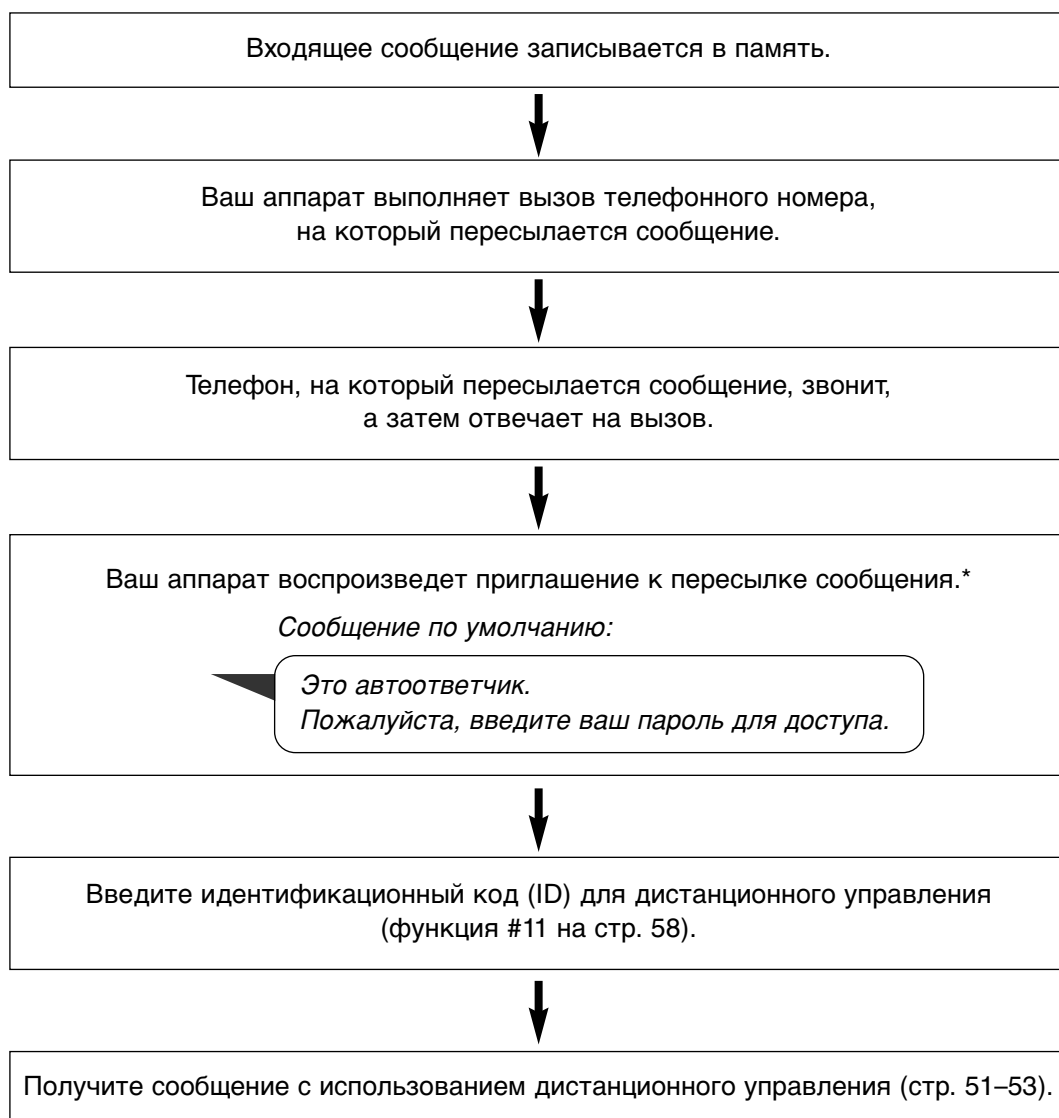 Входящее сообщение записывается в память.
Ваш аппарат выполняет вызов телефонного номера,
на который пересылается сообщение.
Телефон, на который пересылается сообщение, звонит,
а затем отвечает на вызов.
Ваш аппарат воспроизведет приглашение к пересылке сообщения.*
Сообщение по умолчанию:
Это автоответчик.
Пожалуйста, введите ваш пароль для доступа.
Введите идентификационный код (ID) для дистанционного управления
(функция #11 на стр. 58).
Получите сообщение с использованием дистанционного управления (стр. 51–53).